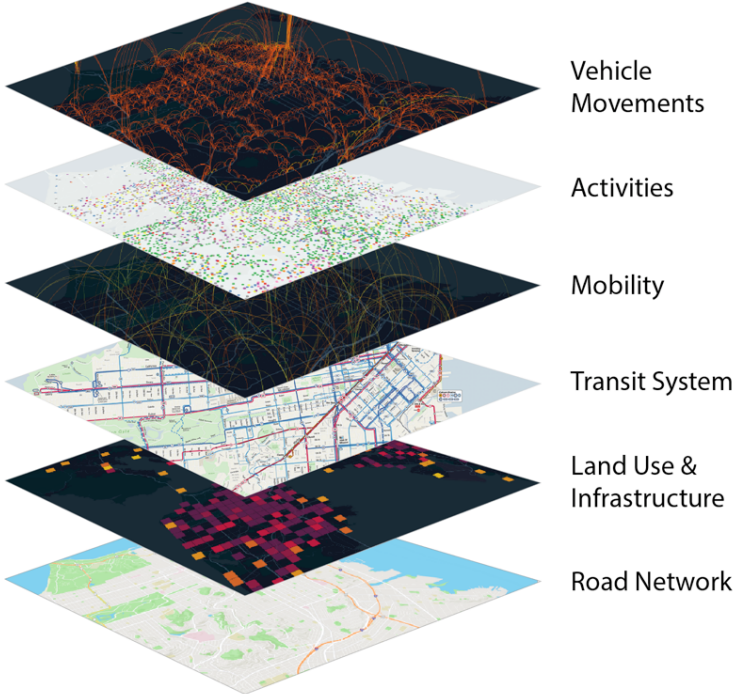 Vehicle
Movements
Activities
Mobility
Transit System
Land Use &
Infrastructure
Road Network